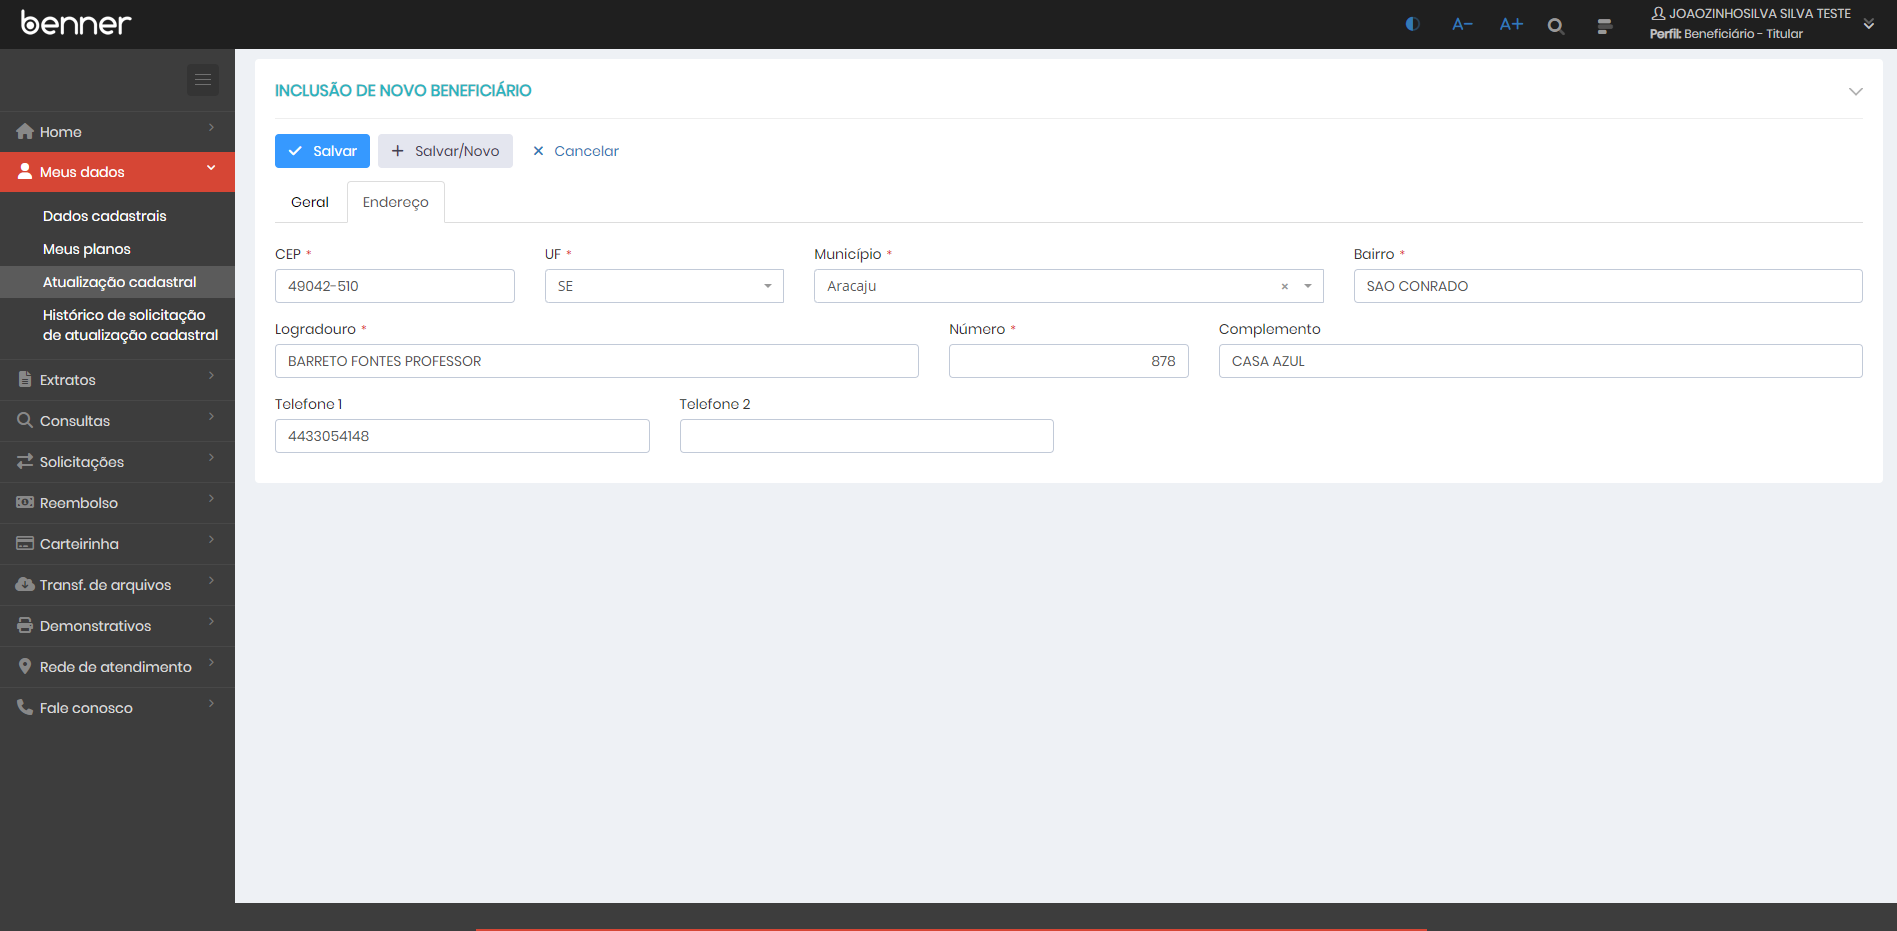 benner
A- A+
JOAOZINHOSILVA SILVA TESTE
Perfil: Beneficiário - Titular
Home
Meus dados
Dados cadastrais
Meus planos
Atualização cadastral
Histórico de solicitação
de atualização cadastral
Extratos
Consultas
Solicitações
Reembolso
Carteirinha
Transf. de arquivos
Demonstrativos
Rede de atendimento
Fale conosco
INCLUSÃO DE NOVO BENEFICIÁRIO
Salvar Salvar/Novo Cancelar
Geral Endereço
CEP * UF * Município * Bairro *
49042-510 SE Aracaju SAO CONRADO
Logradouro * Número * Complemento
BARRETO FONTES PROFESSOR 878 CASA AZUL
Telefone 1 Telefone 2
4433054148